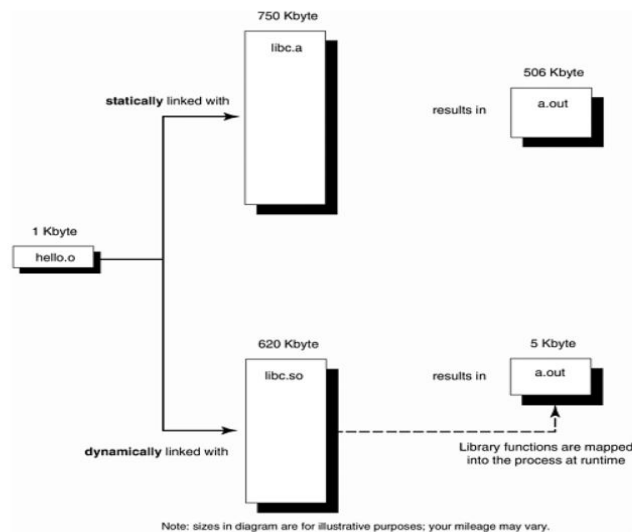 750 Kbyte
libc.a
506 Kbyte
a.out
statically linked with
results in
1 Kbyte
hello.o
620 Kbyte
libc.so
5 Kbyte
a.out
results in
dynamically linked with
Library functions are mapped
into the process at runtime
Note: sizes in diagram are for illustrative purposes; your mileage may vary.